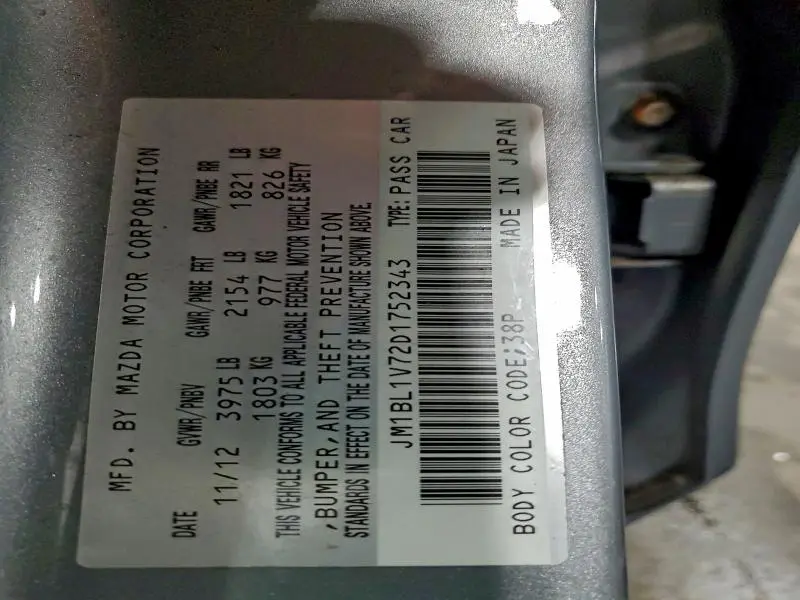 MFD. BY MAZDA MOTOR CORPORATION
DATE GVWR/PNBV GAWR/PNBE FRT GAWR/PNBE RR
11/12 3975 LB 2154 LB 1821 LB
1803 KG 977 KG 826 KG
THIS VEHICLE CONFORMS TO ALL APPLICABLE FEDERAL MOTOR VEHICLE SAFETY
,BUMPER,AND THEFT PREVENTION
STANDARDS IN EFFECT ON THE DATE OF MANUFACTURE SHOWN ABOVE.
JM1BL1V72D1752343 TYPE: PASS CAR
BODY COLOR CODE;38P MADE IN JAPAN